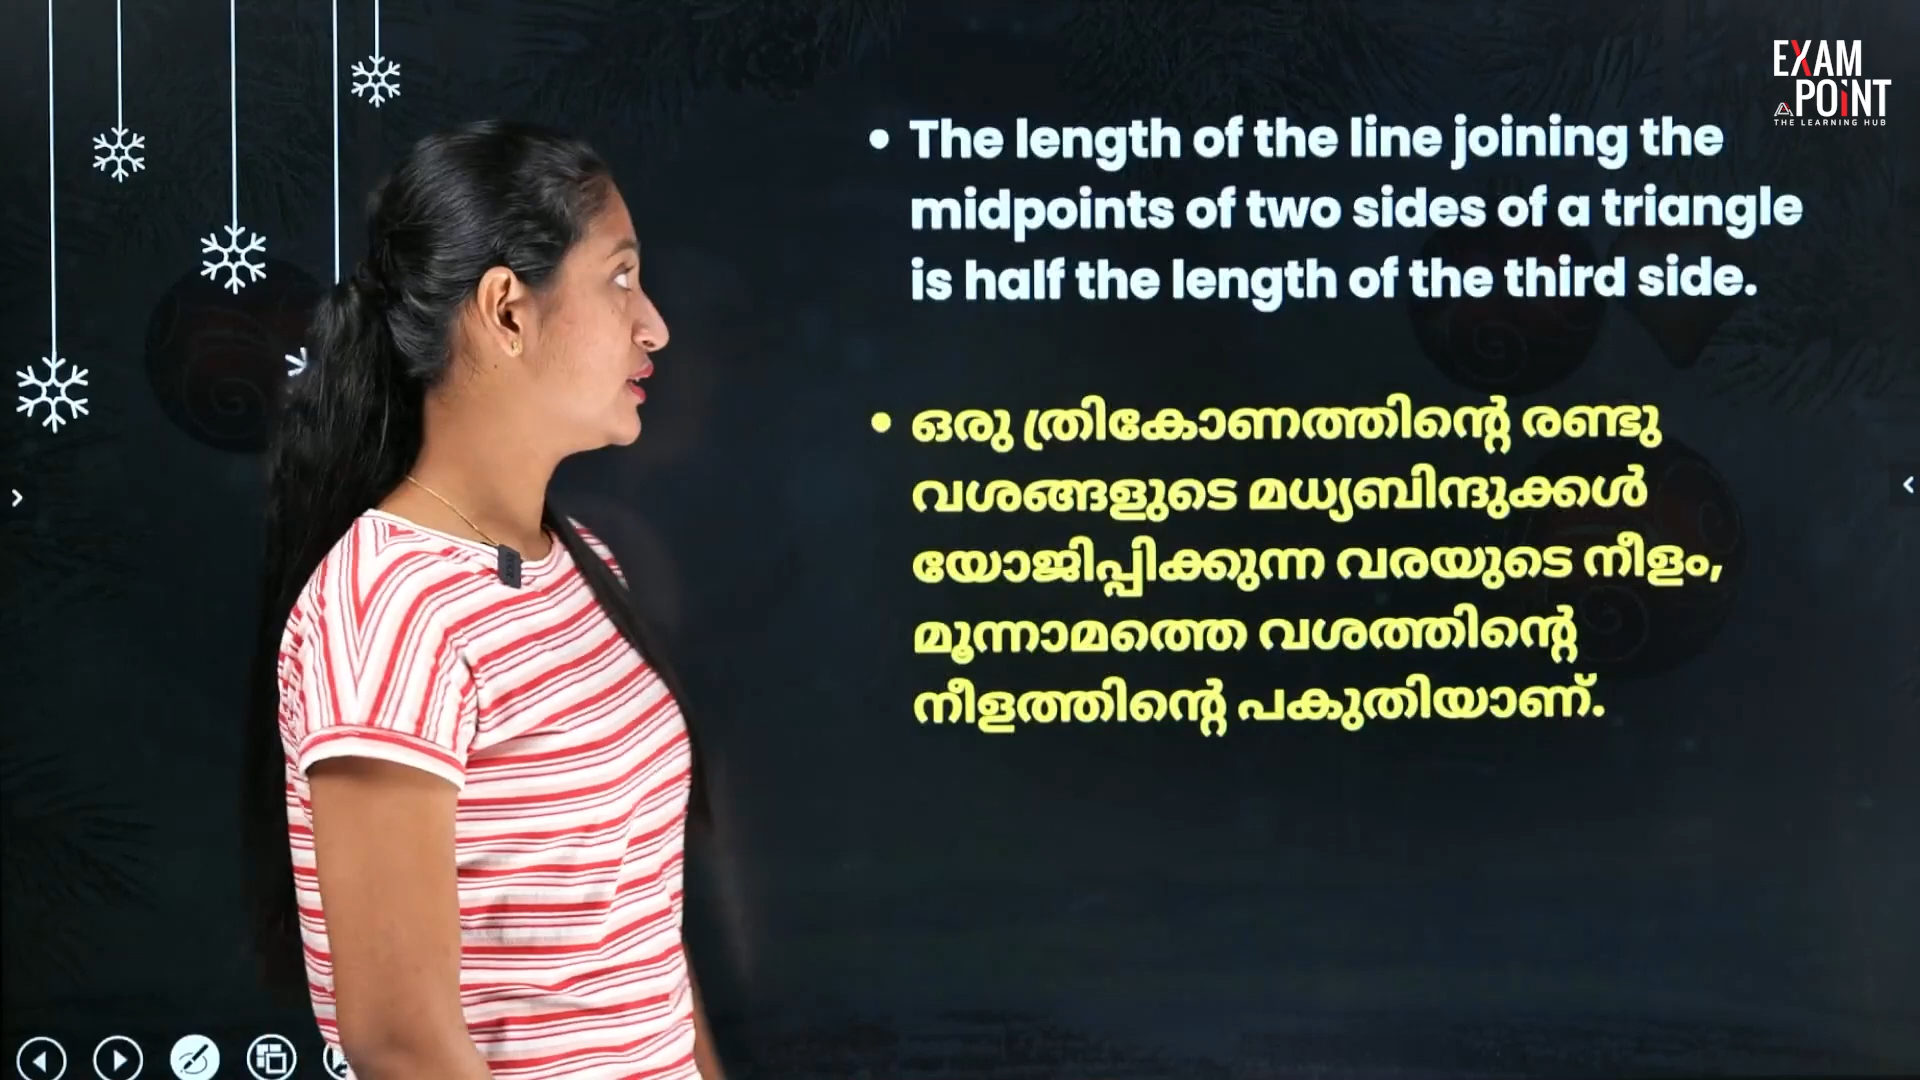 EXAM
POINT
THE LEARNING HUB
• The length of the line joining the
midpoints of two sides of a triangle
is half the length of the third side.
• ഒരു ത്രികോണത്തിന്റെ രണ്ടു
വശങ്ങളുടെ മധ്യബിന്ദുക്കൾ
യോജിപ്പിക്കുന്ന വരയുടെ നീളം,
മൂന്നാമത്തെ വശത്തിന്റെ
നീളത്തിന്റെ പകുതിയാണ്.